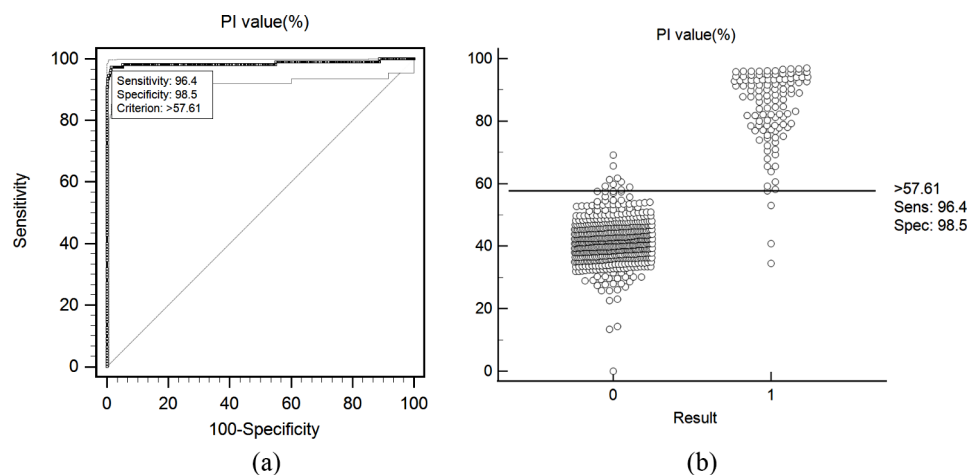 PI value(%)
100
80
60
40
20
0
Sensitivity
Sensitivity: 96.4
Specificity: 98.5
Criterion: >57.61
0 20 40 60 80 100
100-Specificity
(a)
PI value(%)
100
80
60
40
20
0
>57.61
Sens: 96.4
Spec: 98.5
0 1
Result
(b)